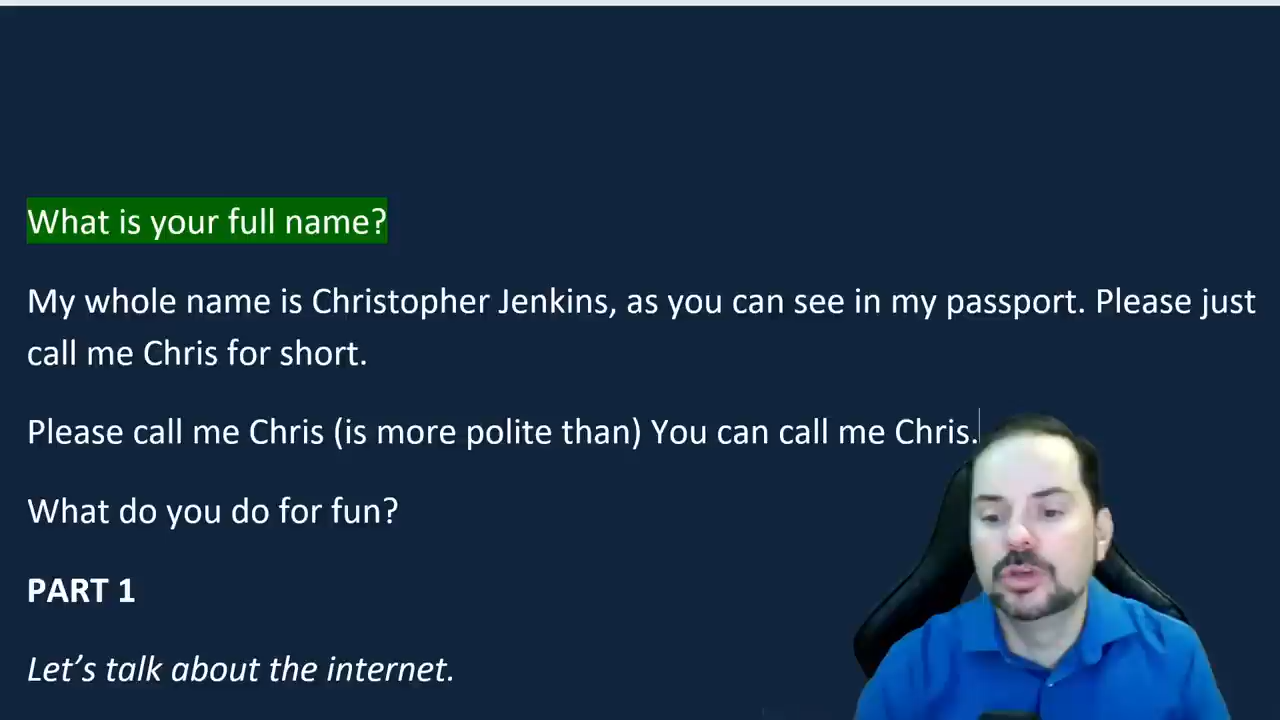 What is your full name?
My whole name is Christopher Jenkins, as you can see in my passport. Please just
call me Chris for short.
Please call me Chris (is more polite than) You can call me Chris.
What do you do for fun?
PART 1
Let’s talk about the internet.